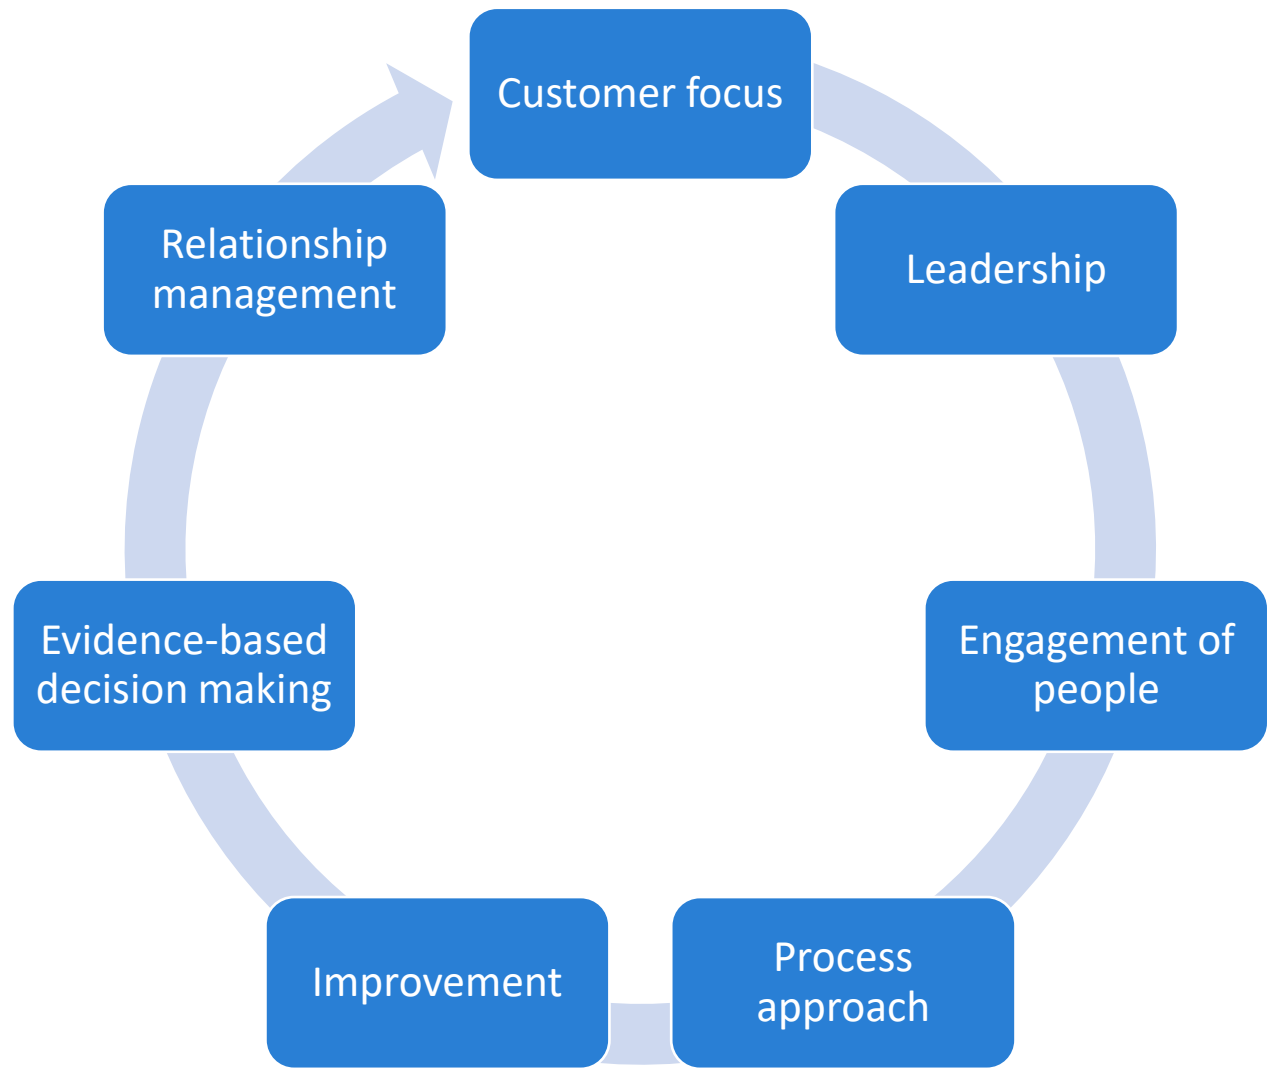 Customer focus
Leadership
Engagement of
people
Process
approach
Improvement
Evidence-based
decision making
Relationship
management